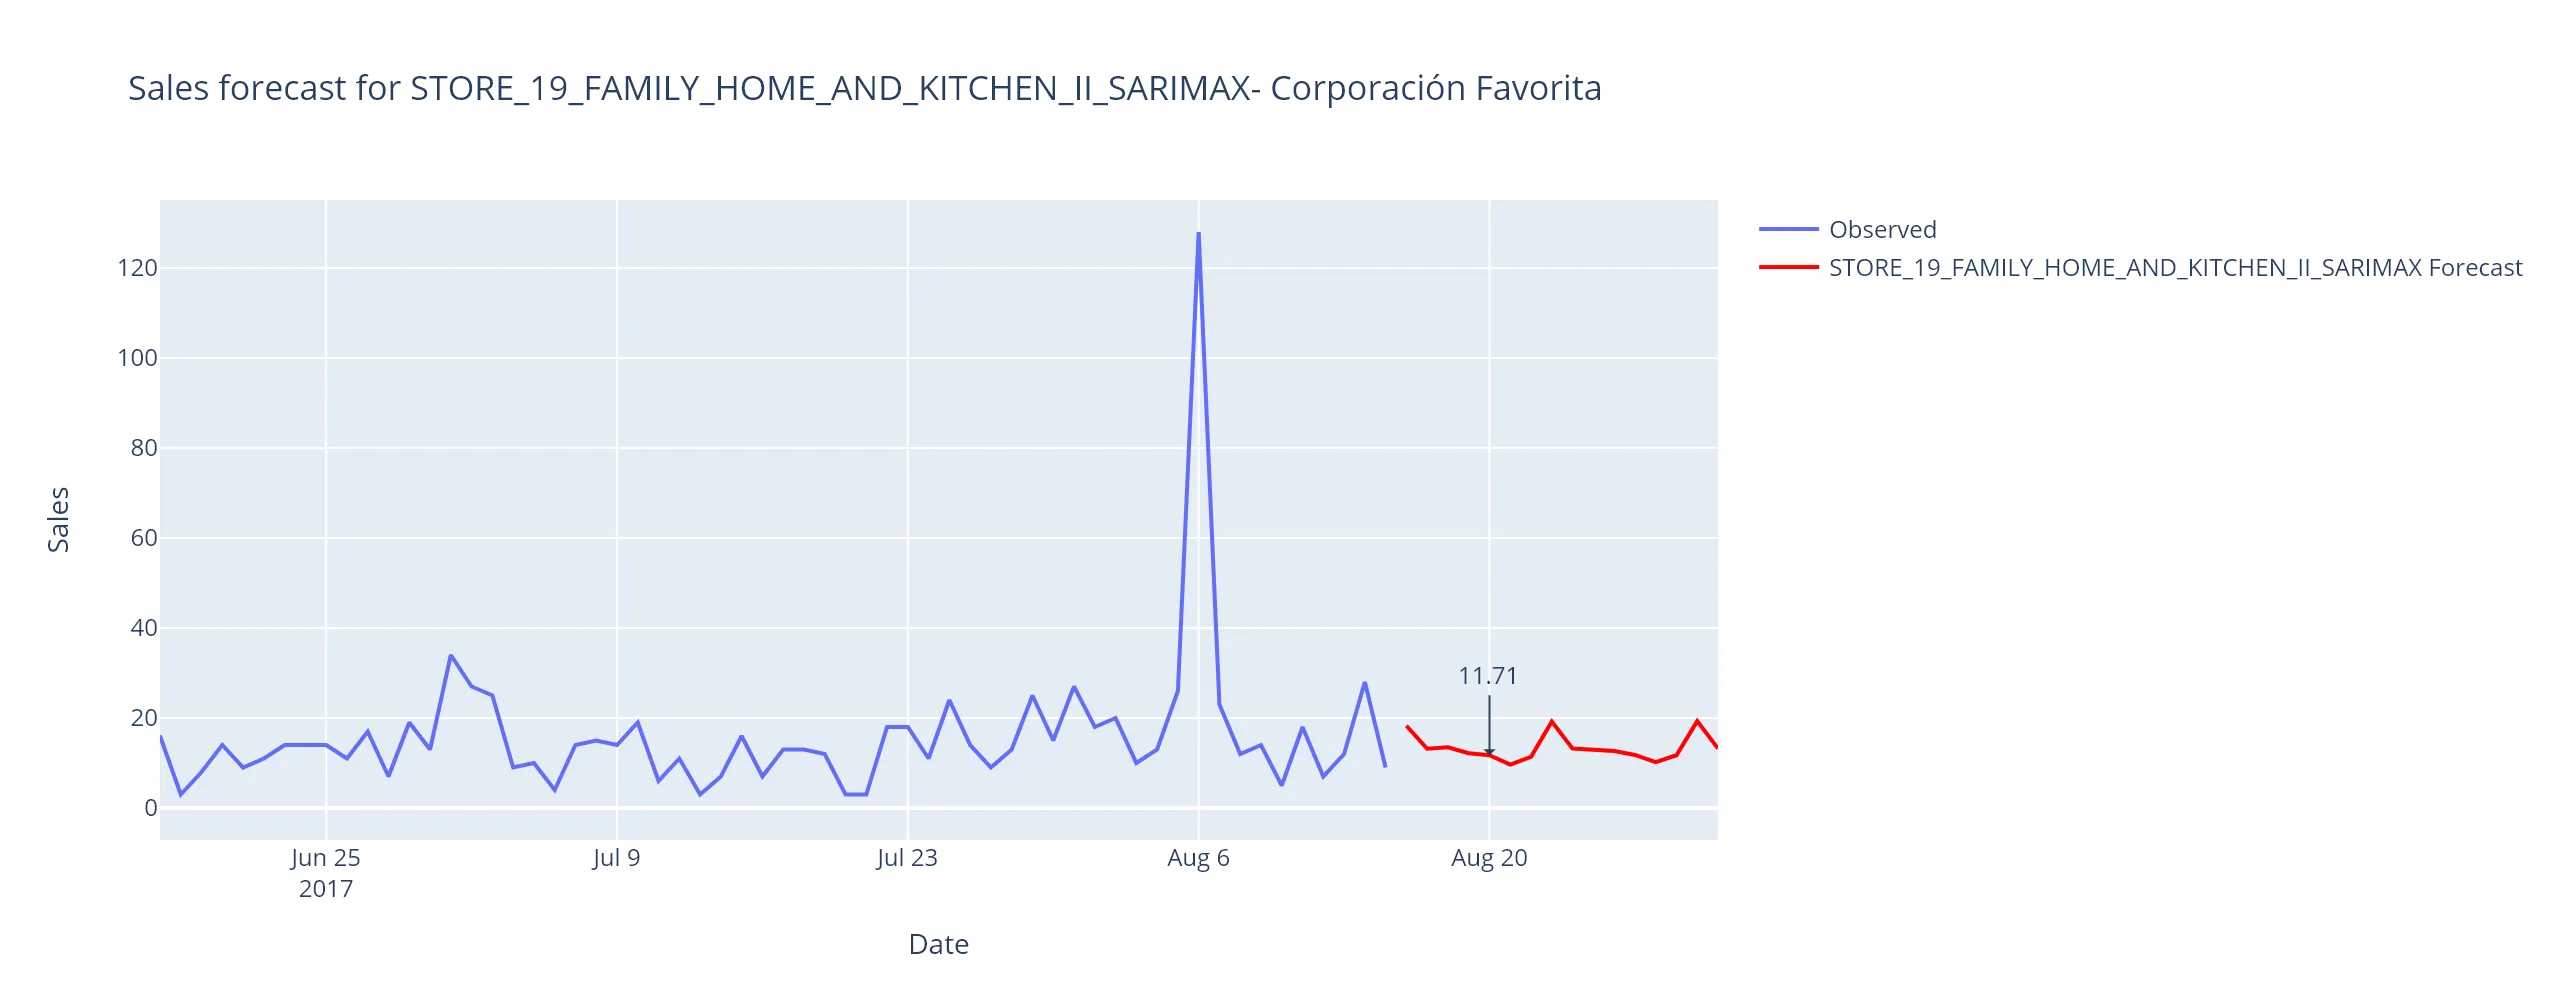 Sales forecast for STORE_19_FAMILY_HOME_AND_KITCHEN_II_SARIMAX- Corporación Favorita
Observed
STORE_19_FAMILY_HOME_AND_KITCHEN_II_SARIMAX Forecast
120
100
80
60
40
20
0
Sales
11.71
Jun 25
2017
Jul 9
Jul 23
Aug 6
Aug 20
Date